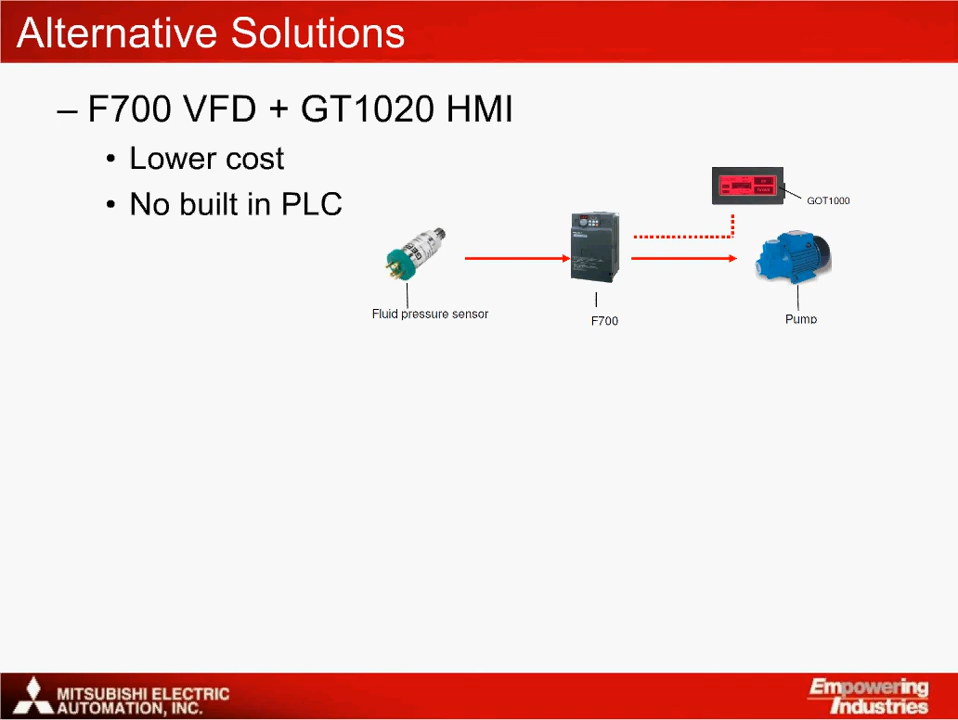 Alternative Solutions
– F700 VFD + GT1020 HMI
• Lower cost
• No built in PLC
GOT1000
Fluid pressure sensor
F700
Pump
MITSUBISHI ELECTRIC
AUTOMATION, INC.
Empowering
Industries